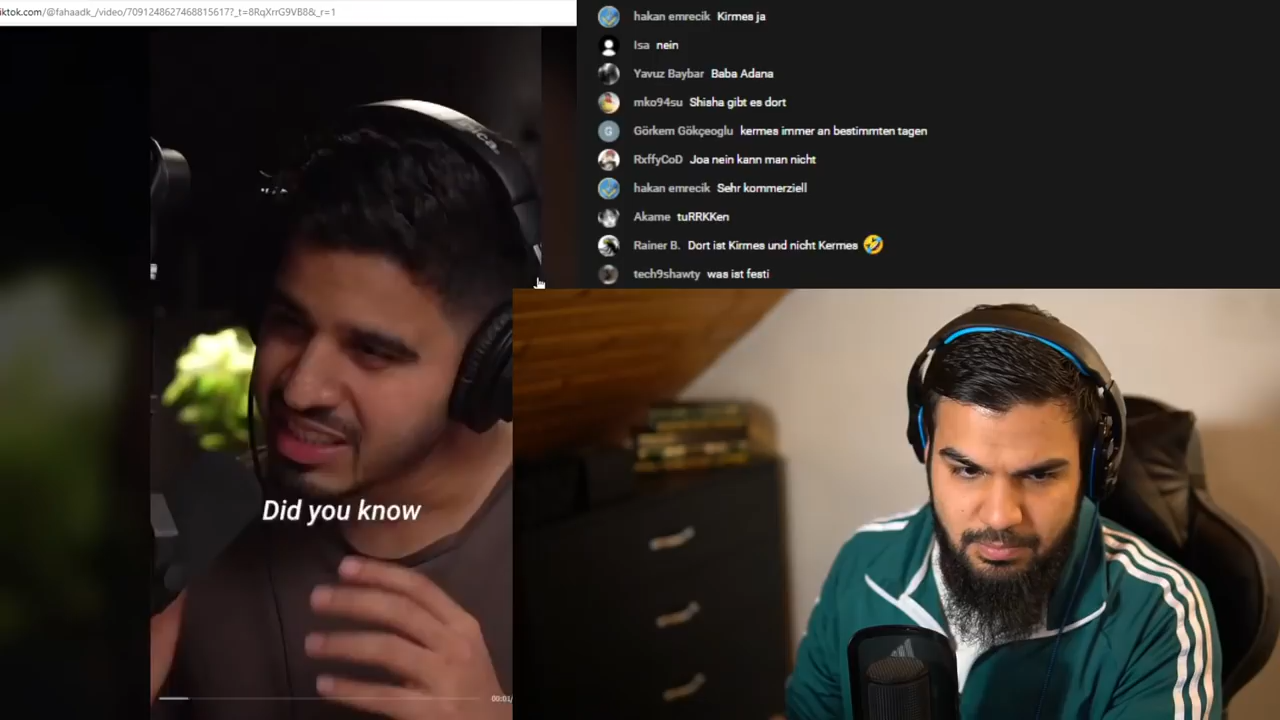 iktok.com/@fahaadk_/video/7091248627468815617?_t=8RqXrrG9VB8&_r=1
hakan emrecik Kirmes ja
Isa nein
Yavuz Baybar Baba Adana
mko94su Shisha gibt es dort
G Görkem Gökçeoglu kermes immer an bestimmten tagen
RxffyCoD Joa nein kann man nicht
hakan emrecik Sehr kommerziell
Akame tuRRKKen
Rainer B. Dort ist Kirmes und nicht Kermes 🤣
tech9shawty was ist festi
Did you know
00:01/